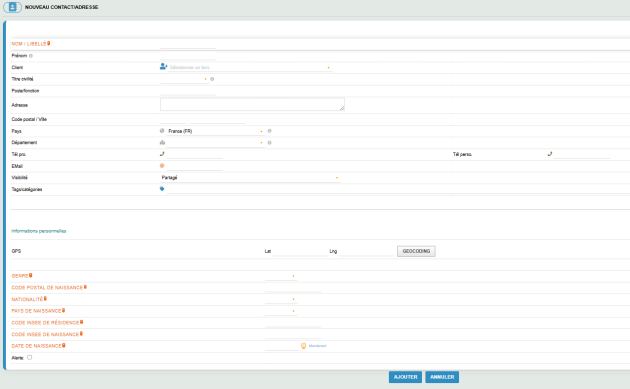 NOUVEAU CONTACT/ADRESSE
NOM / LIBELLÉ
Prénom
Client Sélectionner un tiers
Titre civilité
Poste/fonction
Adresse
Code postal / Ville
Pays France (FR)
Département
Tél pro. Tél perso.
EMail
Visibilité Partagé
Tags/catégories
Informations personnelles
GPS Lat Lng GEOCODING
GENRE
CODE POSTAL DE NAISSANCE
NATIONALITÉ
PAYS DE NAISSANCE
CODE INSEE DE RÉSIDENCE
CODE INSEE DE NAISSANCE
DATE DE NAISSANCE Maintenant
Alerte:
AJOUTER ANNULER